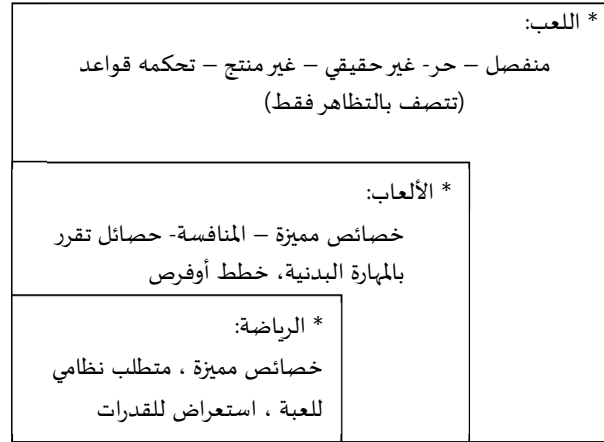 * اللعب:
منفصل – حر- غير حقيقي – غير منتج – تحكمه قواعد
(تتصف بالتظاهر فقط)
* الألعاب:
خصائص مميزة – المنافسة- حصائل تقرر
بالمهارة البدنية، خطط أوفرص
* الرياضة:
خصائص مميزة ، متطلب نظامي
للعبة ، استعراض للقدرات